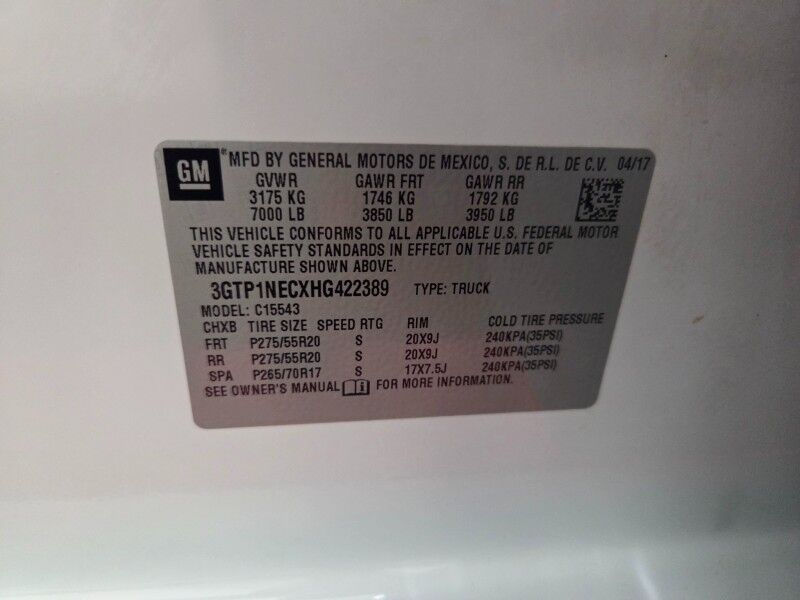 GM ® MFD BY GENERAL MOTORS DE MEXICO, S. DE R.L. DE C.V. 04/17
GVWR GAWR FRT GAWR RR
3175 KG 1746 KG 1792 KG
7000 LB 3850 LB 3950 LB
THIS VEHICLE CONFORMS TO ALL APPLICABLE U.S. FEDERAL MOTOR
VEHICLE SAFETY STANDARDS IN EFFECT ON THE DATE OF
MANUFACTURE SHOWN ABOVE.
3GTP1NECXHG422389 TYPE: TRUCK
MODEL: C15543
CHXB TIRE SIZE SPEED RTG RIM COLD TIRE PRESSURE
FRT P275/55R20 S 20X9J 240KPA(35PSI)
RR P275/55R20 S 20X9J 240KPA(35PSI)
SPA P265/70R17 S 17X7.5J 240KPA(35PSI)
SEE OWNER'S MANUAL FOR MORE INFORMATION.